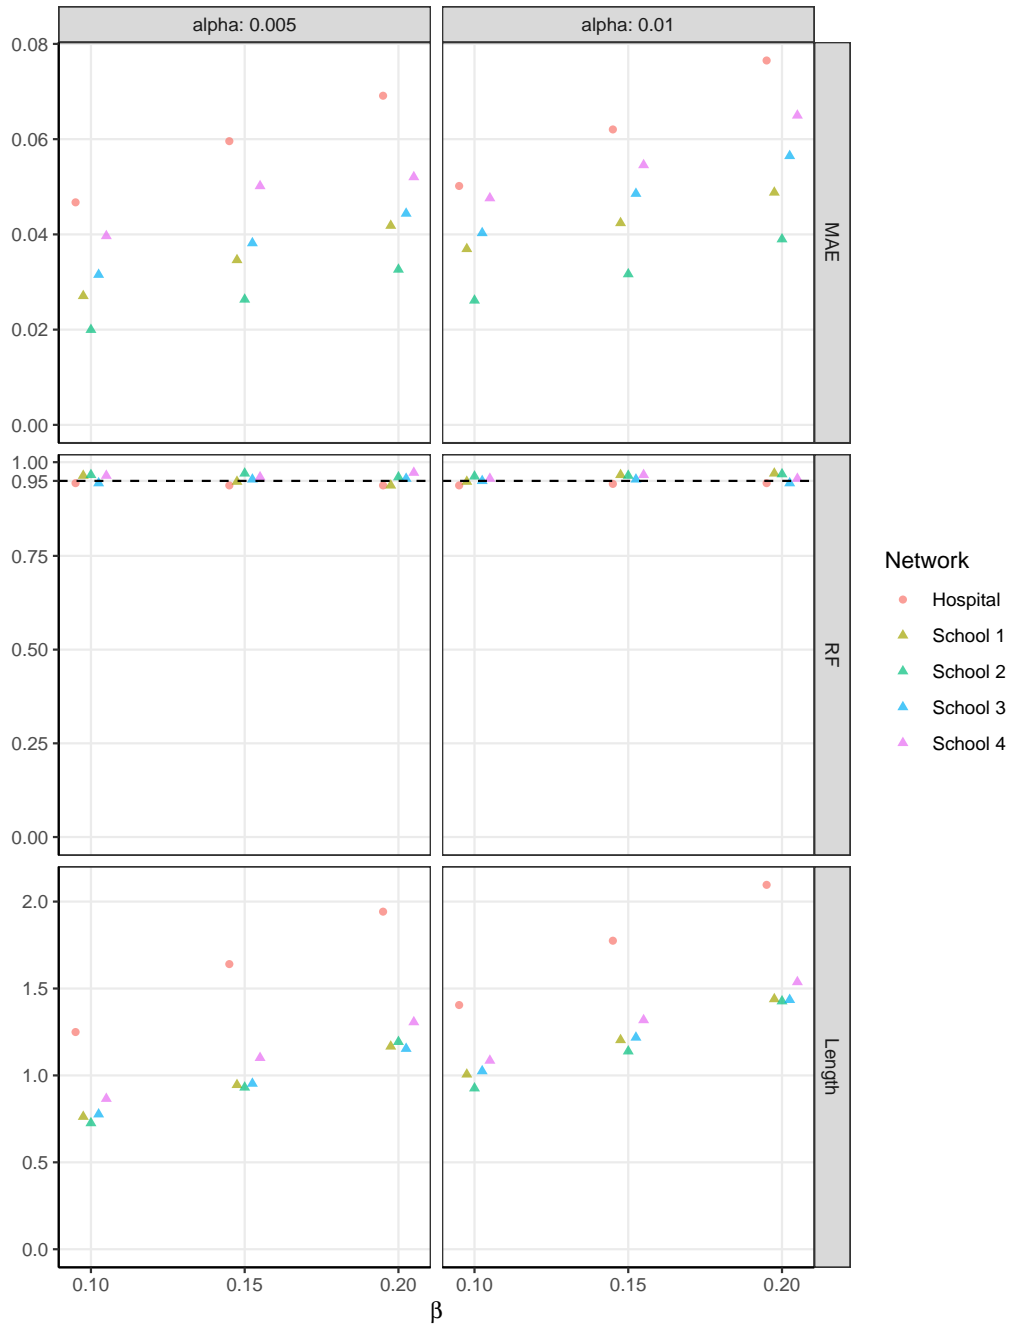 alpha: 0.005
alpha: 0.01
0.08
0.06
0.04
0.02
0.00
MAE
1.00
0.95
0.75
0.50
0.25
0.00
RF
2.0
1.5
1.0
0.5
0.0
Length
0.10
0.15
0.20
0.10
0.15
0.20
β
Network
Hospital
School 1
School 2
School 3
School 4